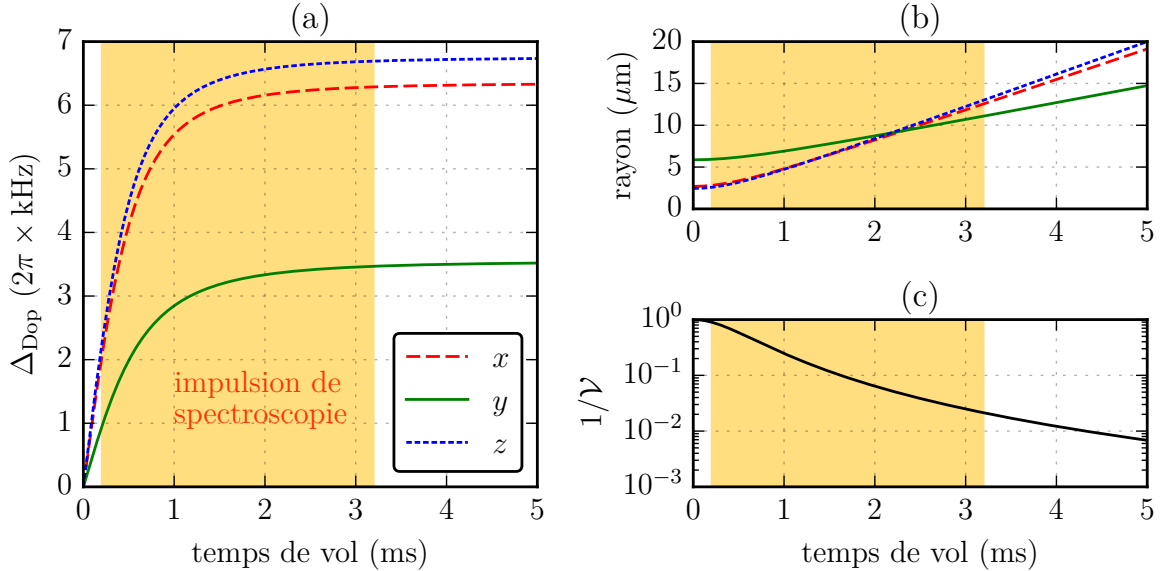 (a)
Δ_Dop (2π × kHz)
7
6
5
4
3
2
1
0
0 1 2 3 4 5
temps de vol (ms)
impulsion de
spectroscopie
x
y
z
(b)
rayon (μm)
20
15
10
5
0
0 1 2 3 4 5
(c)
1/𝒱
10⁰
10⁻¹
10⁻²
10⁻³
0 1 2 3 4 5
temps de vol (ms)